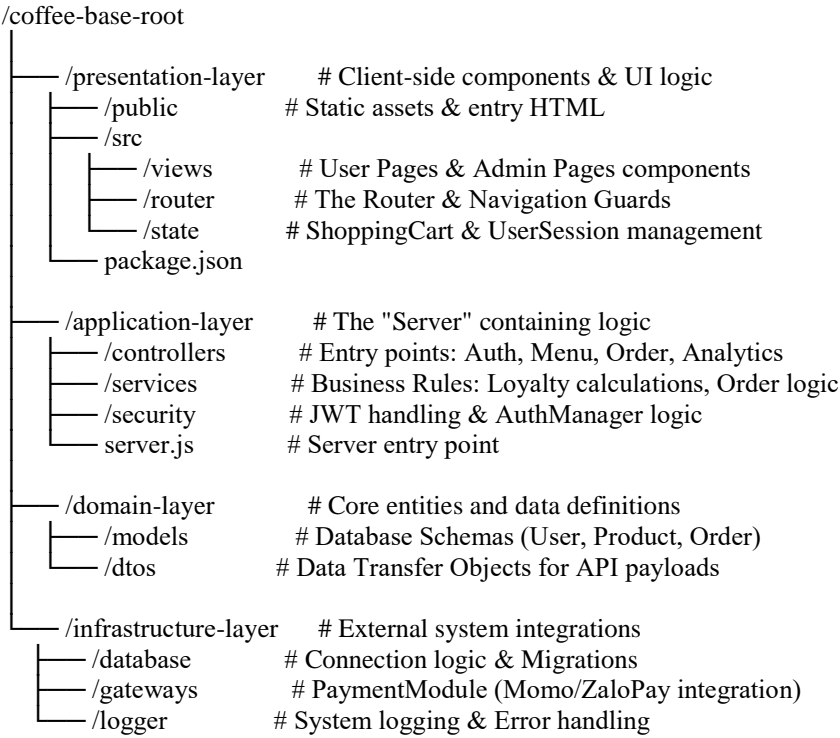 /coffee-base-root
│
├── /presentation-layer # Client-side components & UI logic
│ ├── /public # Static assets & entry HTML
│ ├── /src
│ │ ├── /views # User Pages & Admin Pages components
│ │ ├── /router # The Router & Navigation Guards
│ │ └── /state # ShoppingCart & UserSession management
│ └── package.json
│
├── /application-layer # The "Server" containing logic
│ ├── /controllers # Entry points: Auth, Menu, Order, Analytics
│ ├── /services # Business Rules: Loyalty calculations, Order logic
│ ├── /security # JWT handling & AuthManager logic
│ └── server.js # Server entry point
│
├── /domain-layer # Core entities and data definitions
│ ├── /models # Database Schemas (User, Product, Order)
│ └── /dtos # Data Transfer Objects for API payloads
│
└── /infrastructure-layer # External system integrations
├── /database # Connection logic & Migrations
├── /gateways # PaymentModule (Momo/ZaloPay integration)
└── /logger # System logging & Error handling